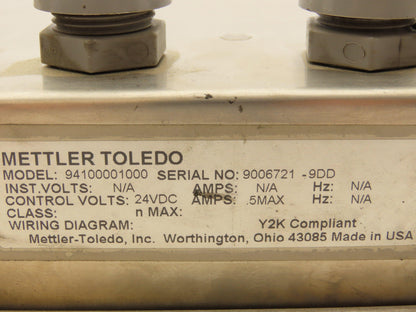 METTLER TOLEDO
MODEL: 94100001000 SERIAL NO: 9006721 -9DD
INST.VOLTS: N/A AMPS: N/A Hz: N/A
CONTROL VOLTS: 24VDC AMPS: .5MAX Hz: N/A
CLASS: n MAX:
WIRING DIAGRAM: Y2K Compliant
Mettler-Toledo, Inc. Worthington, Ohio 43085 Made in USA